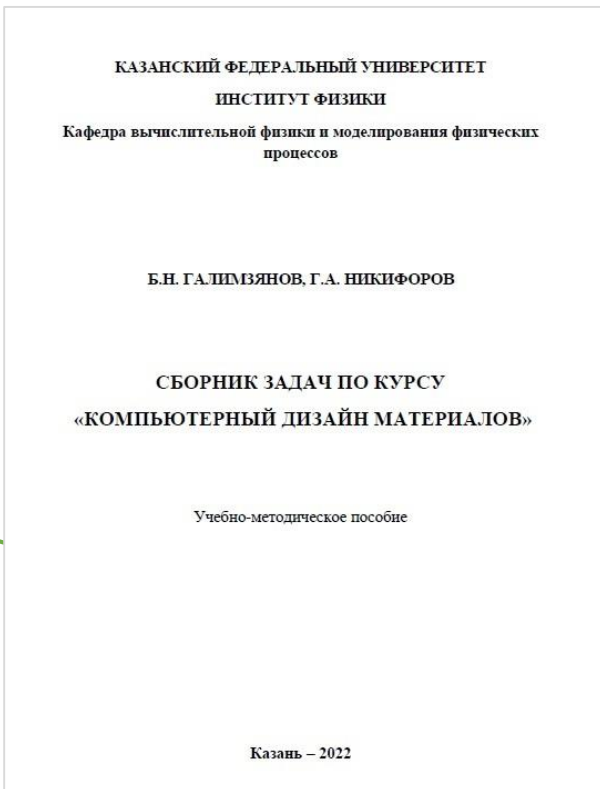 КАЗАНСКИЙ ФЕДЕРАЛЬНЫЙ УНИВЕРСИТЕТ
ИНСТИТУТ ФИЗИКИ
Кафедра вычислительной физики и моделирования физических
процессов
Б.Н. ГАЛИМЗЯНОВ, Г.А. НИКИФОРОВ
СБОРНИК ЗАДАЧ ПО КУРСУ
«КОМПЬЮТЕРНЫЙ ДИЗАЙН МАТЕРИАЛОВ»
Учебно-методическое пособие
Казань – 2022